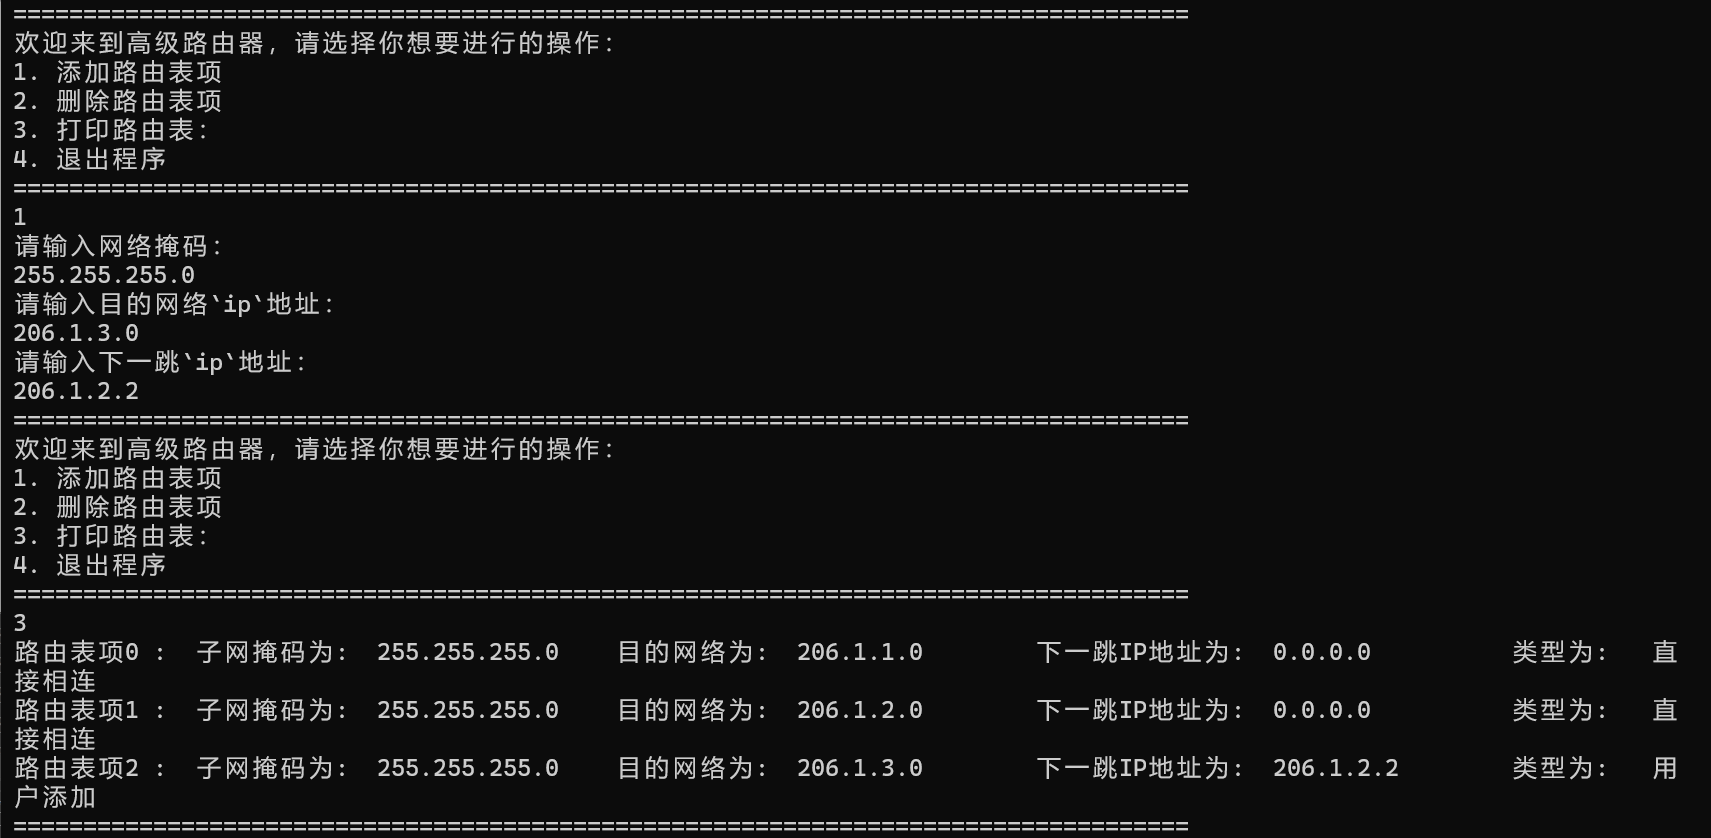 ====================================================================================
欢迎来到高级路由器, 请选择你想要进行的操作:
1. 添加路由表项
2. 删除路由表项
3. 打印路由表:
4. 退出程序
====================================================================================
1
请输入网络掩码:
255.255.255.0
请输入目的网络`ip`地址:
206.1.3.0
请输入下一跳`ip`地址:
206.1.2.2
====================================================================================
欢迎来到高级路由器, 请选择你想要进行的操作:
1. 添加路由表项
2. 删除路由表项
3. 打印路由表:
4. 退出程序
====================================================================================
3
路由表项0 :  子网掩码为:  255.255.255.0    目的网络为:  206.1.1.0        下一跳IP地址为:  0.0.0.0          类型为:   直
接相连
路由表项1 :  子网掩码为:  255.255.255.0    目的网络为:  206.1.2.0        下一跳IP地址为:  0.0.0.0          类型为:   直
接相连
路由表项2 :  子网掩码为:  255.255.255.0    目的网络为:  206.1.3.0        下一跳IP地址为:  206.1.2.2        类型为:   用
户添加
====================================================================================